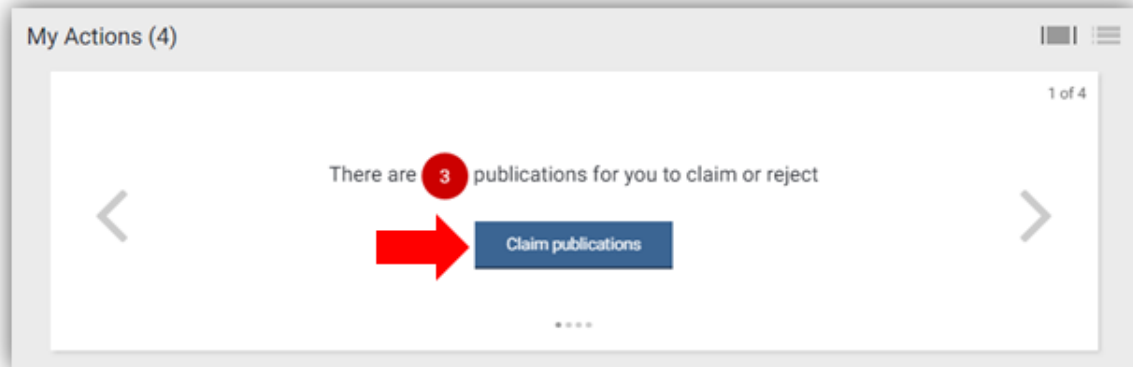 My Actions (4)
1 of 4
There are 3 publications for you to claim or reject
Claim publications